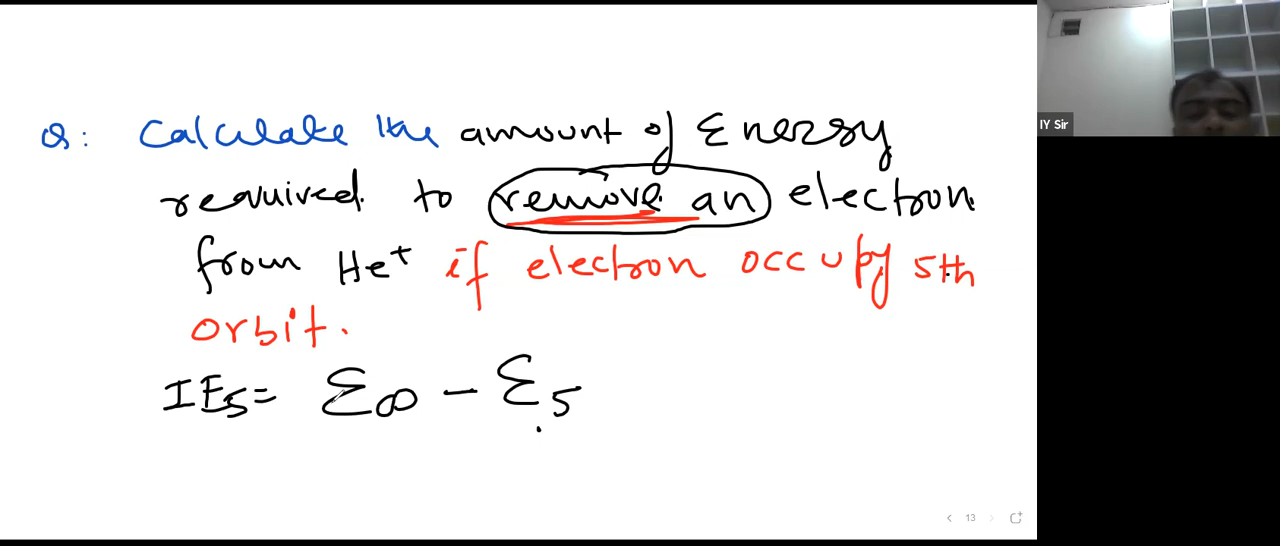 Q: Calculate the amount of Energy
required to remove an electron
from He⁺ if electron occupy 5th
orbit.
IE₅ = E∞ − E₅
IY Sir
13